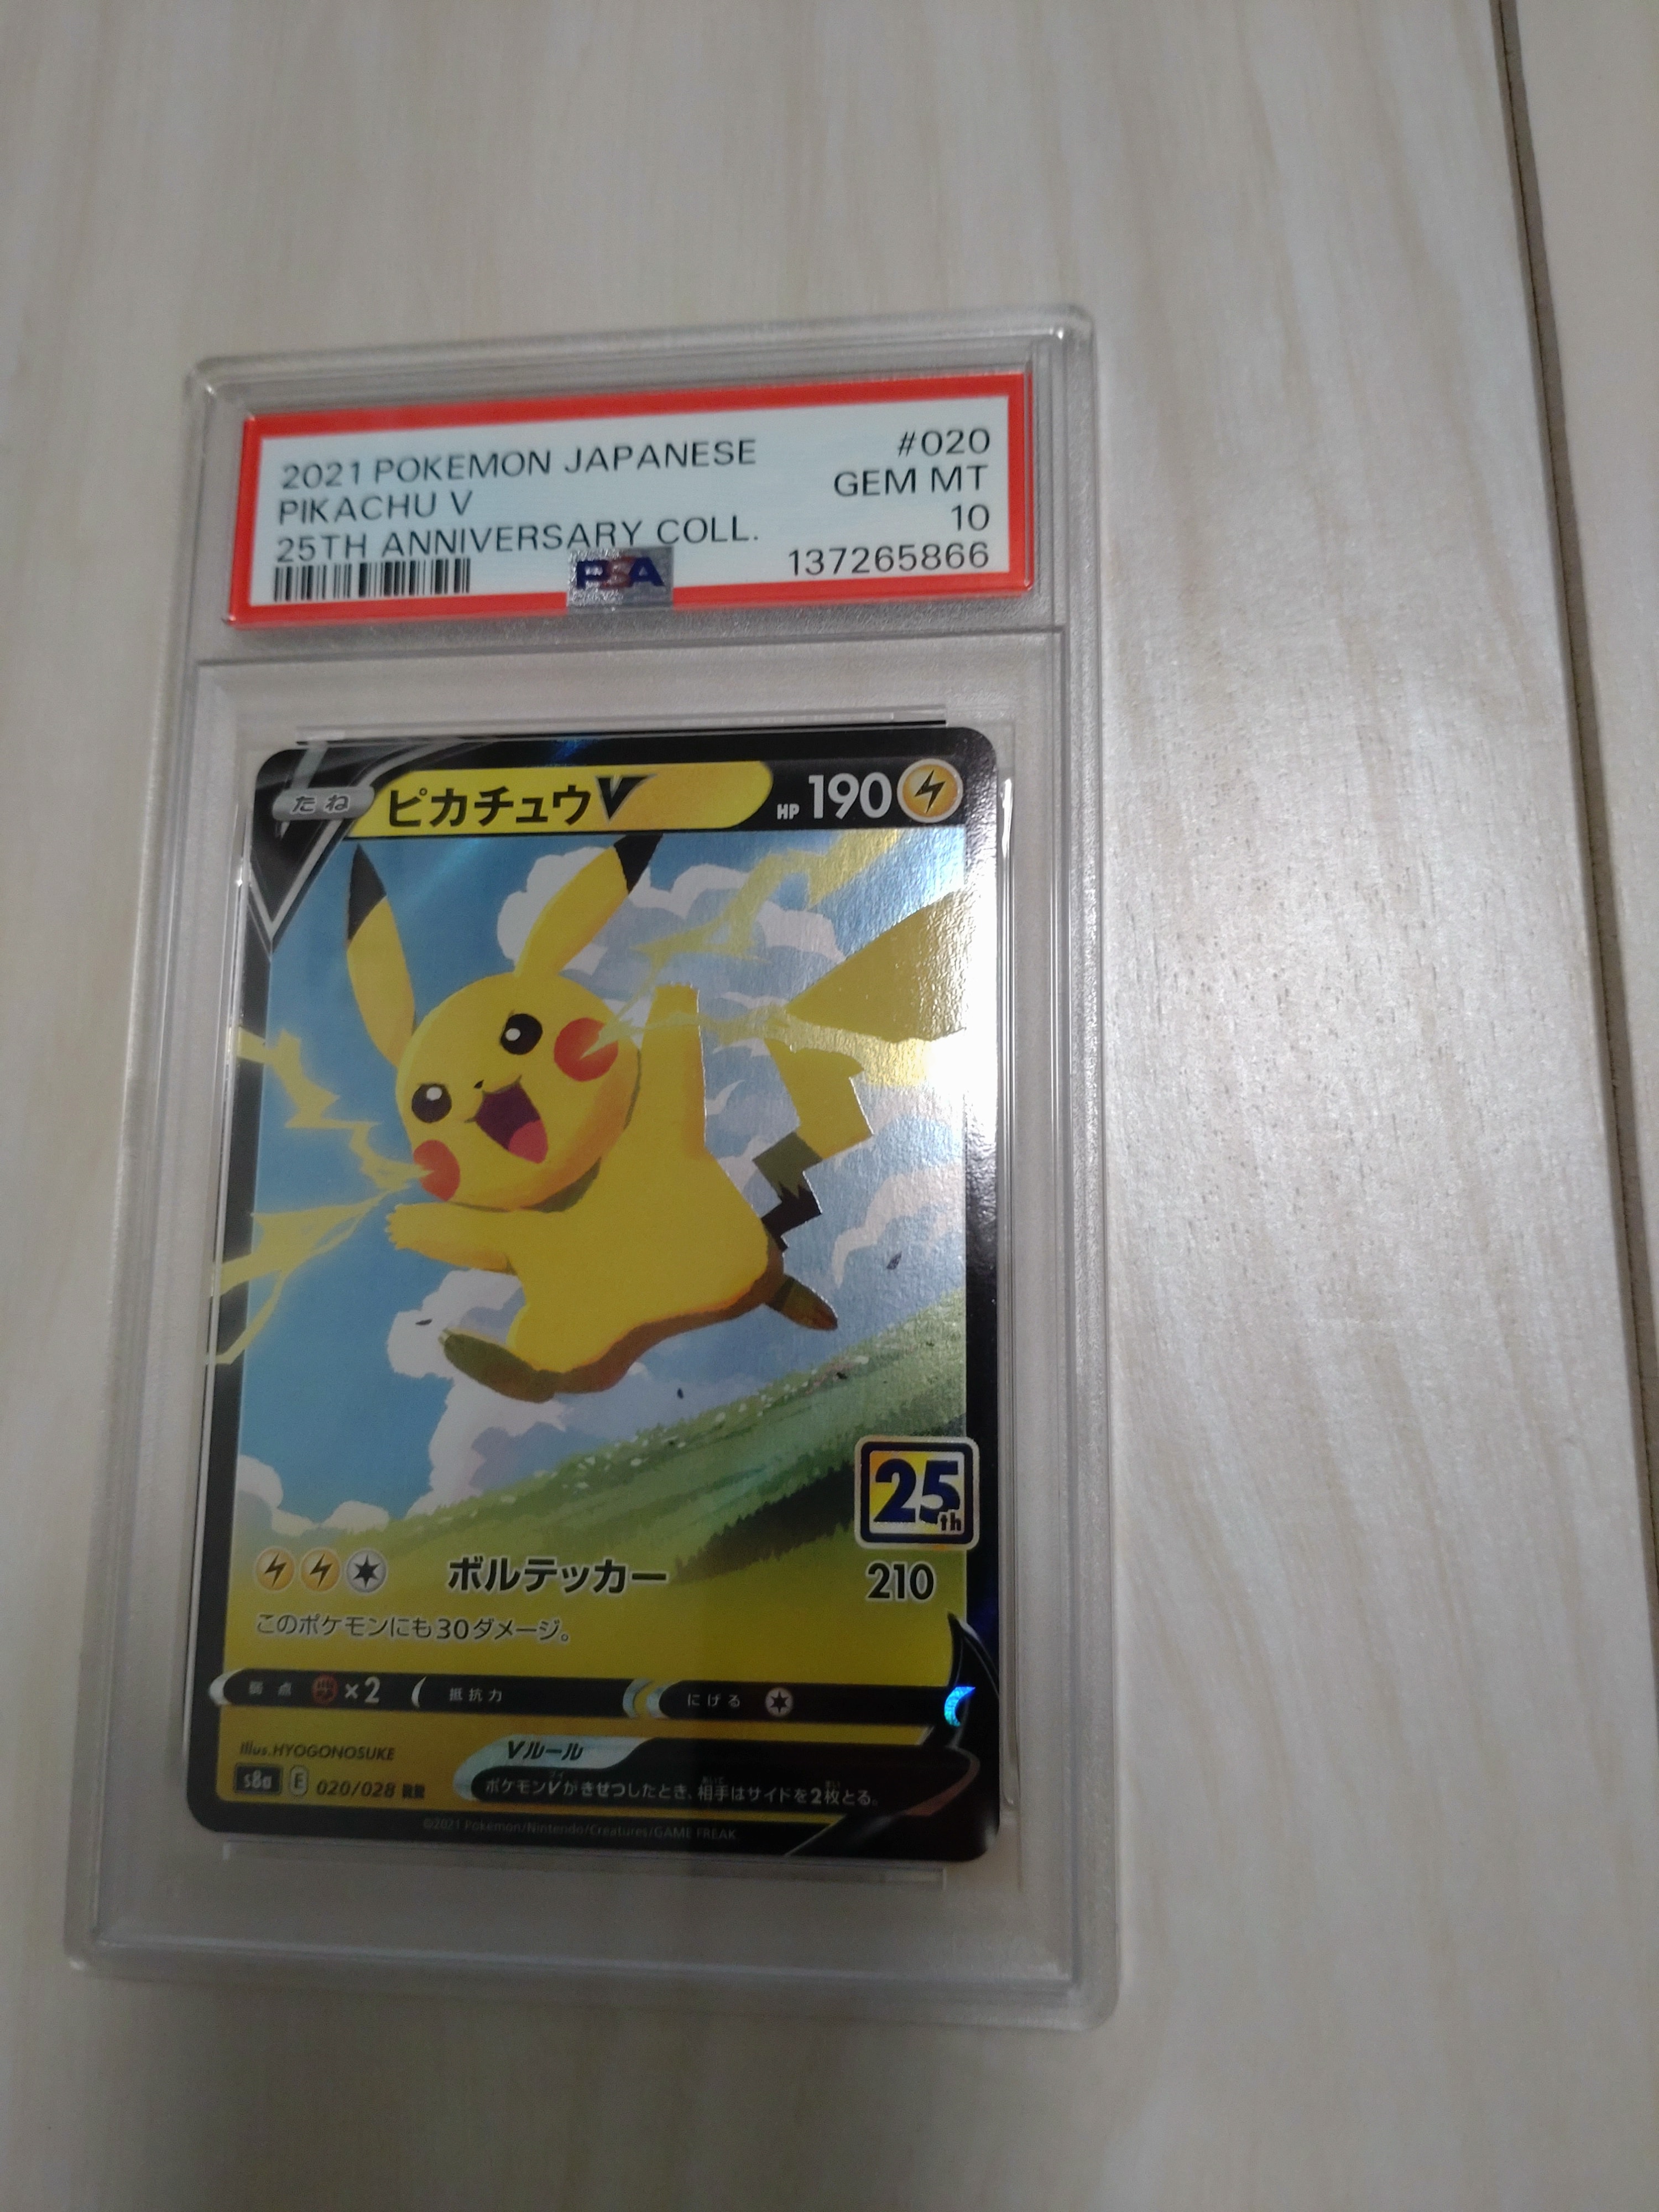 2021 POKEMON JAPANESE #020
PIKACHU V GEM MT
25TH ANNIVERSARY COLL. 10
PSA 137265866
たね ピカチュウV HP 190
25th
ボルテッカー 210
このポケモンにも30ダメージ。
弱点 ×2 抵抗力 にげる
Illus.HYOGONOSUKE Vルール
s8a E 020/028 RR ポケモンVがきぜつしたとき、相手はサイドを2枚とる。
©2021 Pokémon/Nintendo/Creatures/GAME FREAK.